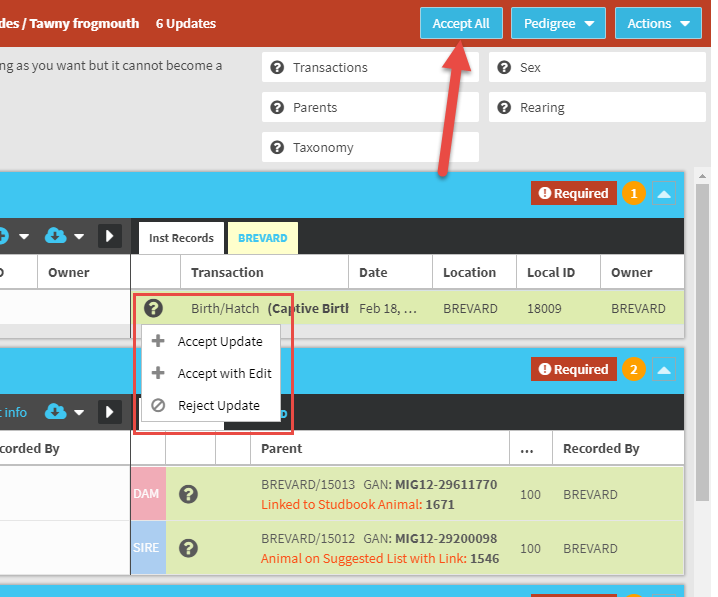 des / Tawny frogmouth 6 Updates Accept All Pedigree Actions
ng as you want but it cannot become a
Transactions Sex
Parents Rearing
Taxonomy
Required 1
Inst Records BREVARD
Owner Transaction Date Location Local ID Owner
Birth/Hatch (Captive Birtl Feb 18, ... BREVARD 18009 BREVARD
Accept Update
Required 2
Accept with Edit
Reject Update
info
corded By Parent ... Recorded By
DAM BREVARD/15013 GAN: MIG12-29611770 100 BREVARD
Linked to Studbook Animal: 1671
SIRE BREVARD/15012 GAN: MIG12-29200098 100 BREVARD
Animal on Suggested List with Link: 1546